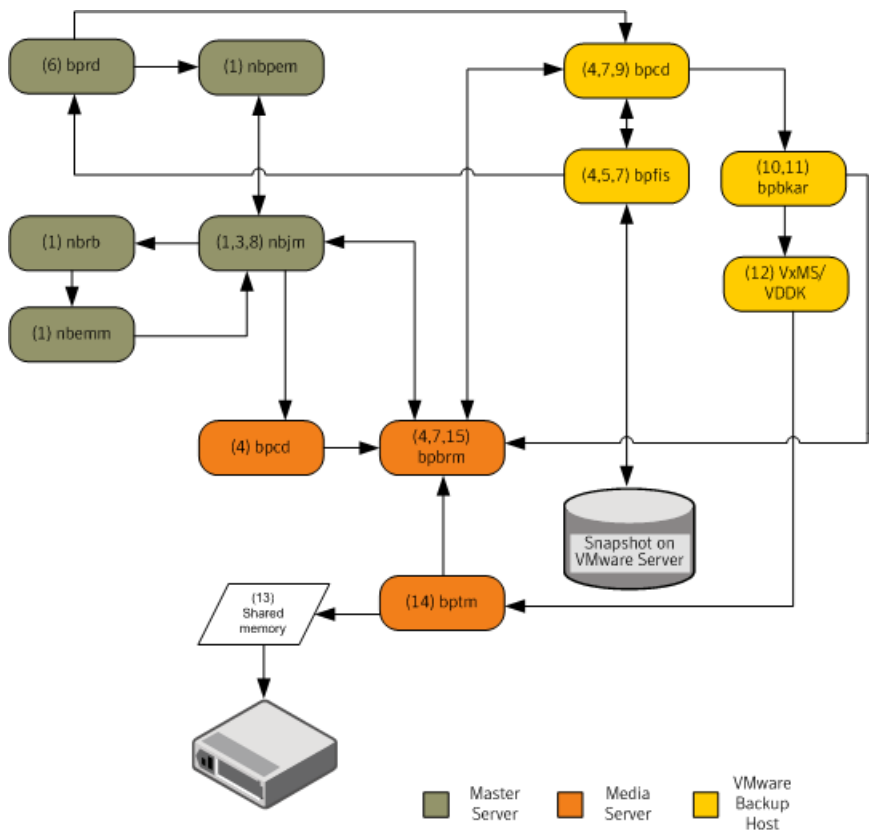 (6) bprd
(1) nbpem
(4,7,9) bpcd
(4,5,7) bpfis
(10,11)
bpbkar
(1) nbrb
(1,3,8) nbjm
(12) VxMS/
VDDK
(1) nbemm
(4) bpcd
(4,7,15)
bpbrm
Snapshot on
VMware Server
(13)
Shared
memory
(14) bptm
Master
Server
Media
Server
VMware
Backup
Host